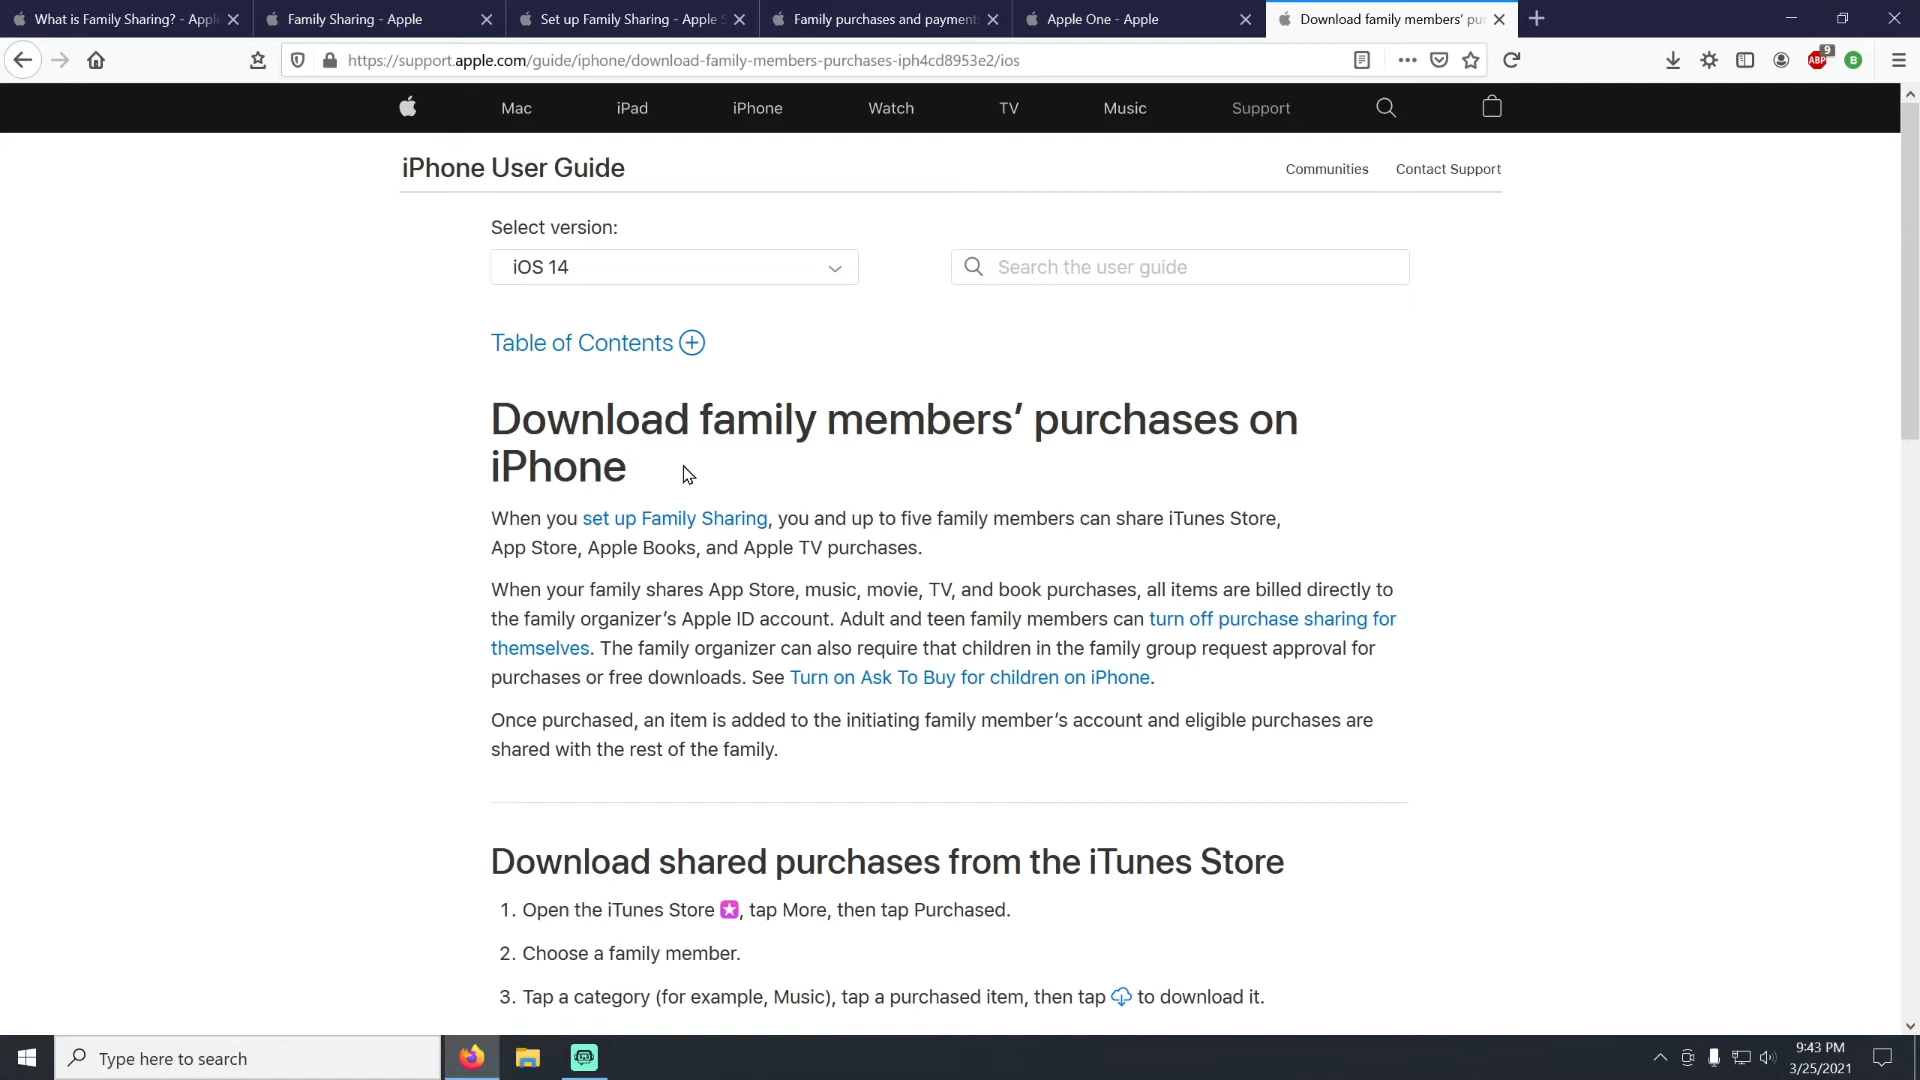 What is Family Sharing? - Appl
Family Sharing - Apple
Set up Family Sharing - Apple S
Family purchases and payment
Apple One - Apple
Download family members' pu
https://support.apple.com/guide/iphone/download-family-members-purchases-iph4cd8953e2/ios
ABP
9
B
Mac
iPad
iPhone
Watch
TV
Music
Support
iPhone User Guide
Communities
Contact Support
Select version:
iOS 14
Search the user guide
Table of Contents
Download family members’ purchases on
iPhone
When you set up Family Sharing, you and up to five family members can share iTunes Store,
App Store, Apple Books, and Apple TV purchases.
When your family shares App Store, music, movie, TV, and book purchases, all items are billed directly to
the family organizer’s Apple ID account. Adult and teen family members can turn off purchase sharing for
themselves. The family organizer can also require that children in the family group request approval for
purchases or free downloads. See Turn on Ask To Buy for children on iPhone.
Once purchased, an item is added to the initiating family member’s account and eligible purchases are
shared with the rest of the family.
Download shared purchases from the iTunes Store
1. Open the iTunes Store , tap More, then tap Purchased.
2. Choose a family member.
3. Tap a category (for example, Music), tap a purchased item, then tap to download it.
Type here to search
9:43 PM
3/25/2021